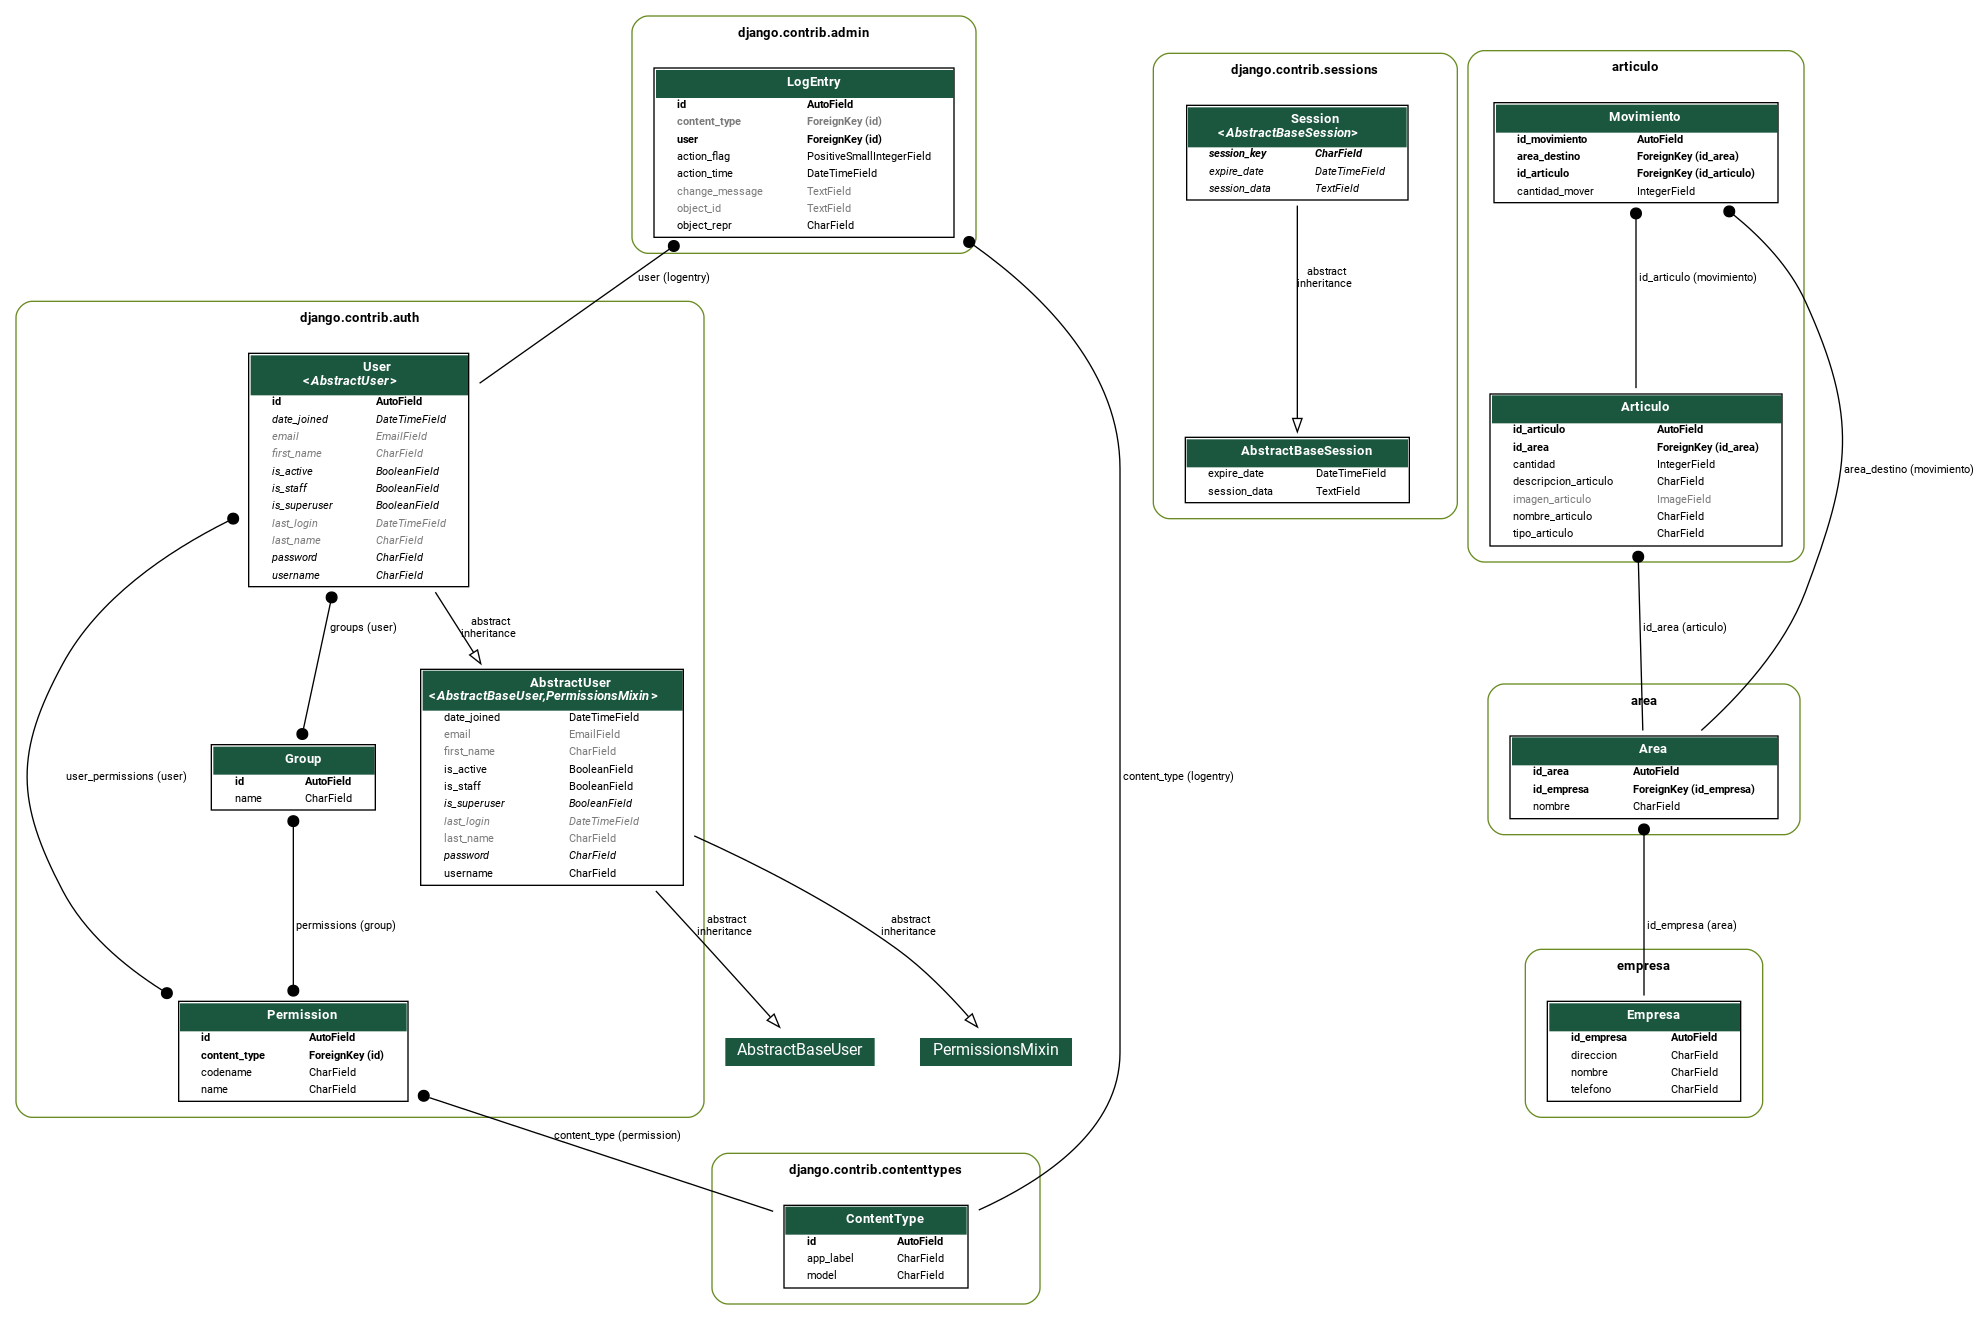 django.contrib.admin
LogEntry
id AutoField
content_type ForeignKey (id)
user ForeignKey (id)
action_flag PositiveSmallIntegerField
action_time DateTimeField
change_message TextField
object_id TextField
object_repr CharField
user (logentry)
django.contrib.auth
User
<AbstractUser>
id AutoField
date_joined DateTimeField
email EmailField
first_name CharField
is_active BooleanField
is_staff BooleanField
is_superuser BooleanField
last_login DateTimeField
last_name CharField
password CharField
username CharField
groups (user)
abstract
inheritance
AbstractUser
<AbstractBaseUser,PermissionsMixin>
date_joined DateTimeField
email EmailField
first_name CharField
is_active BooleanField
is_staff BooleanField
is_superuser BooleanField
last_login DateTimeField
last_name CharField
password CharField
username CharField
user_permissions (user)
Group
id AutoField
name CharField
permissions (group)
abstract
inheritance
abstract
inheritance
Permission
id AutoField
content_type ForeignKey (id)
codename CharField
name CharField
AbstractBaseUser
PermissionsMixin
content_type (permission)
content_type (logentry)
django.contrib.contenttypes
ContentType
id AutoField
app_label CharField
model CharField
django.contrib.sessions
Session
<AbstractBaseSession>
session_key CharField
expire_date DateTimeField
session_data TextField
abstract
inheritance
AbstractBaseSession
expire_date DateTimeField
session_data TextField
articulo
Movimiento
id_movimiento AutoField
area_destino ForeignKey (id_area)
id_articulo ForeignKey (id_articulo)
cantidad_mover IntegerField
id_articulo (movimiento)
Articulo
id_articulo AutoField
id_area ForeignKey (id_area)
cantidad IntegerField
descripcion_articulo CharField
imagen_articulo ImageField
nombre_articulo CharField
tipo_articulo CharField
area_destino (movimiento)
id_area (articulo)
area
Area
id_area AutoField
id_empresa ForeignKey (id_empresa)
nombre CharField
id_empresa (area)
empresa
Empresa
id_empresa AutoField
direccion CharField
nombre CharField
telefono CharField